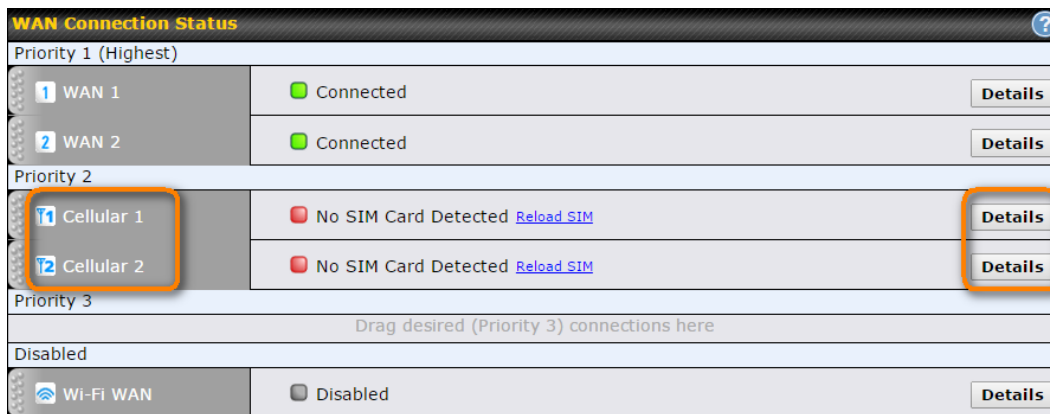 WAN Connection Status ?
Priority 1 (Highest)
1 WAN 1 Connected Details
2 WAN 2 Connected Details
Priority 2
1 Cellular 1 No SIM Card Detected Reload SIM Details
2 Cellular 2 No SIM Card Detected Reload SIM Details
Priority 3
Drag desired (Priority 3) connections here
Disabled
Wi-Fi WAN Disabled Details